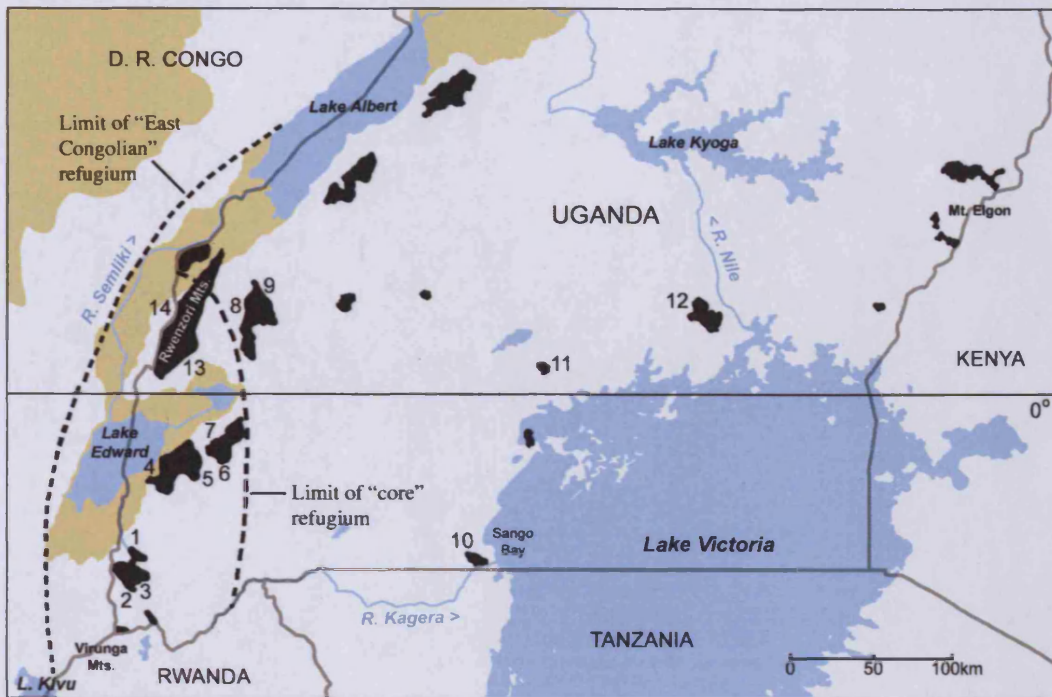 D. R. CONGO
Lake Albert
Limit of “East
Congolian”
refugium
Lake Kyoga
UGANDA
Mt. Elgon
< R. Nile
R. Semliki >
14
Rwenzori Mts.
8
9
12
13
11
KENYA
0°
Lake
Edward
7
4
5
6
Limit of “core”
refugium
1
10
Sango
Bay
Lake Victoria
2
3
R. Kagera >
TANZANIA
Virunga
Mts.
RWANDA
L. Kivu
0
50
100km